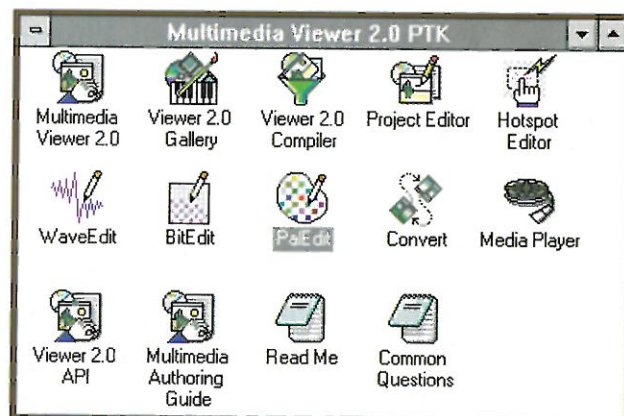 Multimedia Viewer 2.0 PTK
Multimedia
Viewer 2.0
Viewer 2.0
Gallery
Viewer 2.0
Compiler
Project Editor
Hotspot
Editor
WaveEdit
BitEdit
PalEdit
Convert
Media Player
Viewer 2.0
API
Multimedia
Authoring
Guide
Read Me
Common
Questions